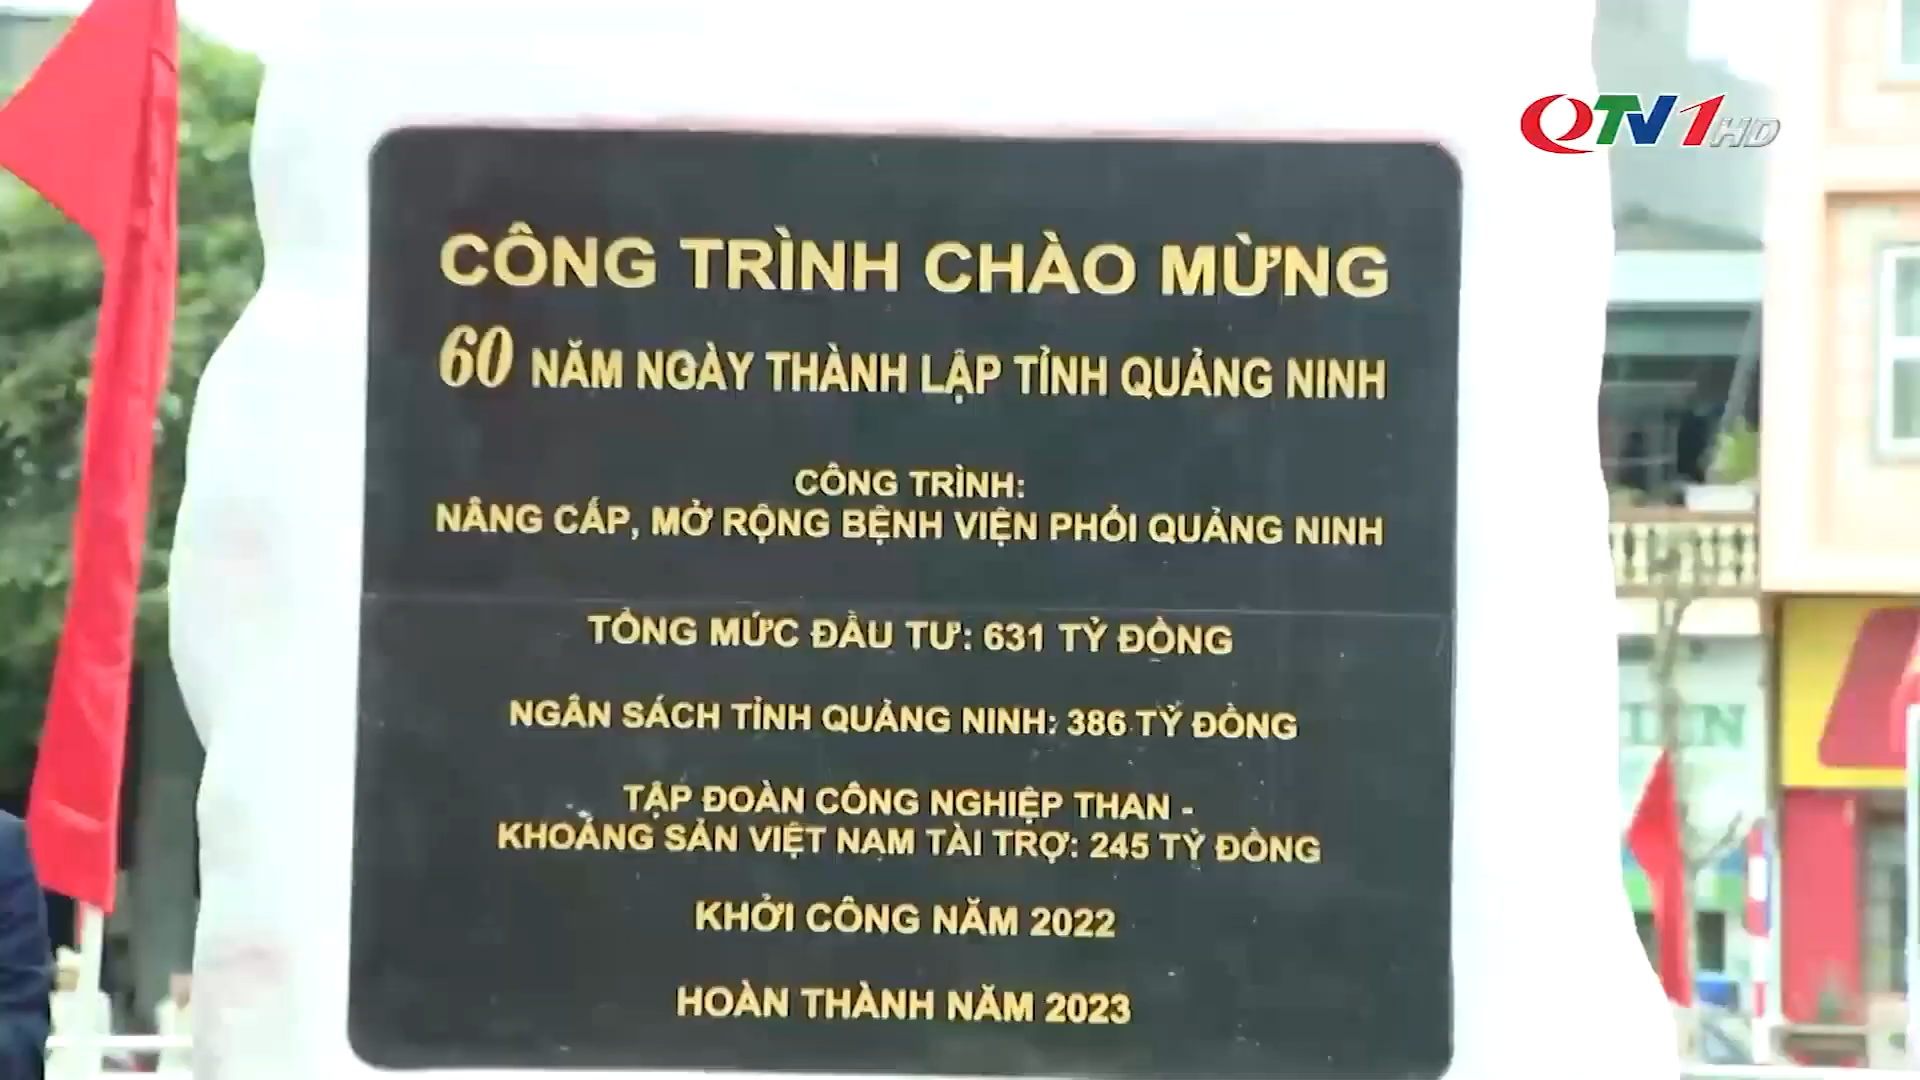 QTV1HD
CÔNG TRÌNH CHÀO MỪNG
60 NĂM NGÀY THÀNH LẬP TỈNH QUẢNG NINH
CÔNG TRÌNH:
NÂNG CẤP, MỞ RỘNG BỆNH VIỆN PHỔI QUẢNG NINH
TỔNG MỨC ĐẦU TƯ: 631 TỶ ĐỒNG
NGÂN SÁCH TỈNH QUẢNG NINH: 386 TỶ ĐỒNG
TẬP ĐOÀN CÔNG NGHIỆP THAN -
KHOÁNG SẢN VIỆT NAM TÀI TRỢ: 245 TỶ ĐỒNG
KHỞI CÔNG NĂM 2022
HOÀN THÀNH NĂM 2023